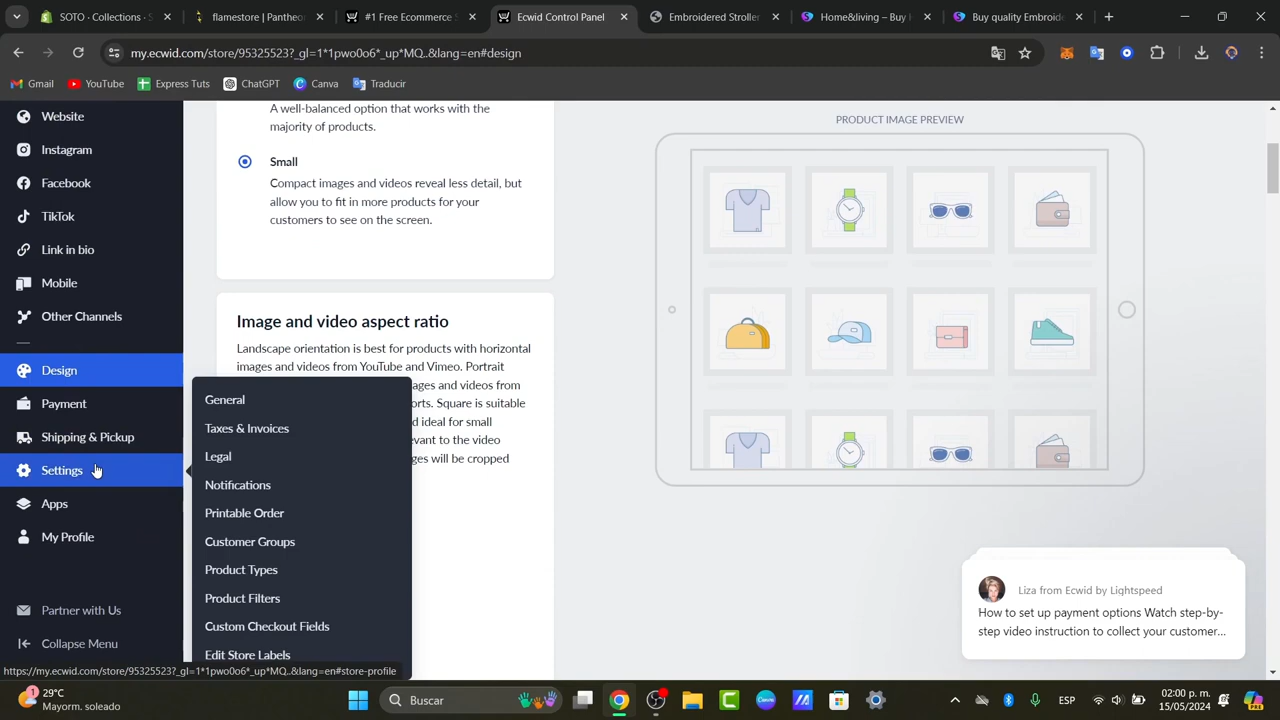 SOTO - Collections - S
flamestore | Pantheo
#1 Free Ecommerce S
Ecwid Control Panel
Embroidered Stroller
Home&living – Buy H
Buy quality Embroide
my.ecwid.com/store/95325523?_gl=1*1pwo0o6*_up*MQ..&lang=en#design
Gmail
YouTube
Express Tuts
ChatGPT
Canva
Traducir
Website
Instagram
Facebook
TikTok
Link in bio
Mobile
Other Channels
Design
Payment
Shipping & Pickup
Settings
Apps
My Profile
Partner with Us
Collapse Menu
https://my.ecwid.com/store/95325523?_gl=1*1pwo0o6*_up*MQ..&lang=en#store-profile
General
Taxes & Invoices
Legal
Notifications
Printable Order
Customer Groups
Product Types
Product Filters
Custom Checkout Fields
Edit Store Labels
A well-balanced option that works with the
majority of products.
Small
Compact images and videos reveal less detail, but
allow you to fit in more products for your
customers to see on the screen.
Image and video aspect ratio
Landscape orientation is best for products with horizontal
images and videos from YouTube and Vimeo. Portrait
ages and videos from
orts. Square is suitable
d ideal for small
evant to the video
ges will be cropped
PRODUCT IMAGE PREVIEW
Liza from Ecwid by Lightspeed
How to set up payment options Watch step-by-
step video instruction to collect your customer...
1
29°C
Mayorm. soleado
Buscar
ESP
02:00 p. m.
15/05/2024